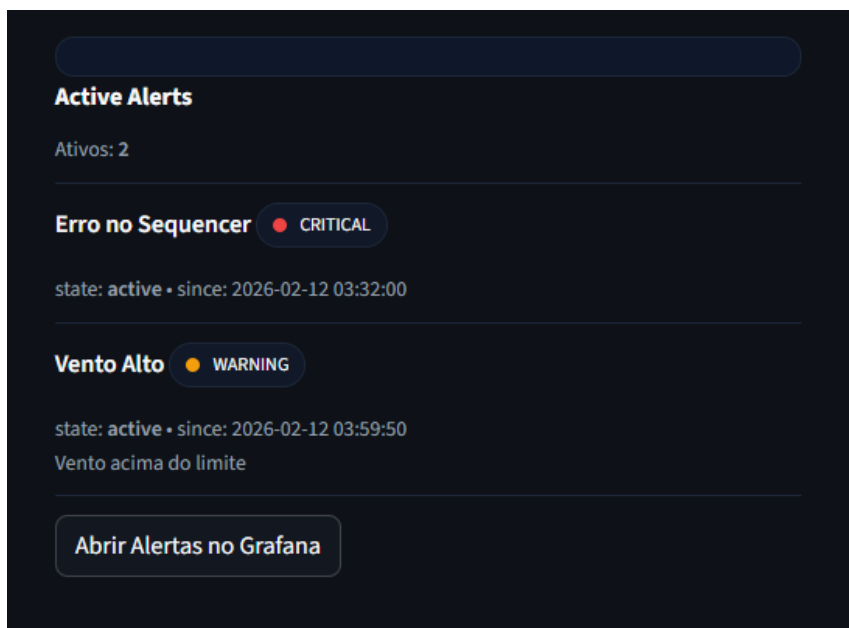 Active Alerts
Ativos: 2
Erro no Sequencer CRITICAL
state: active • since: 2026-02-12 03:32:00
Vento Alto WARNING
state: active • since: 2026-02-12 03:59:50
Vento acima do limite
Abrir Alertas no Grafana